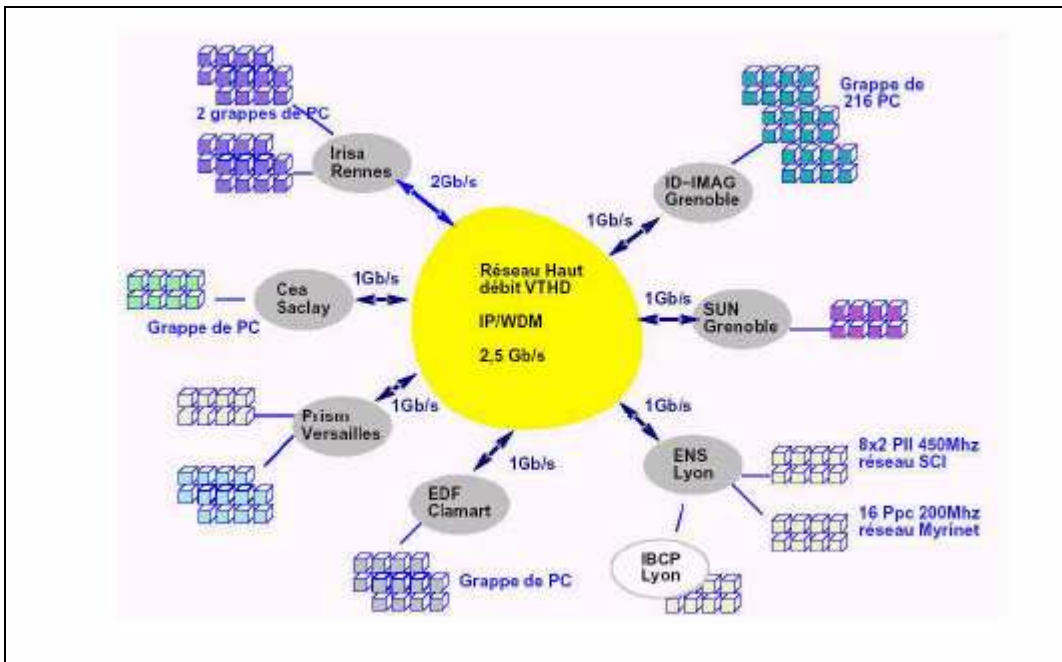 2 grappes de PC
Irisa
Rennes
2Gb/s
Grappe de
216 PC
ID-IMAG
Grenoble
1Gb/s
Cea
Saclay
1Gb/s
Grappe de PC
Réseau Haut
débit VTHD
IP/WDM
2,5 Gb/s
1Gb/s
SUN
Grenoble
Prism
Versailles
1Gb/s
EDF
Clamart
1Gb/s
Grappe de PC
1Gb/s
ENS
Lyon
8x2 PII 450Mhz
réseau SCI
16 Ppc 200Mhz
réseau Myrinet
IBCP
Lyon